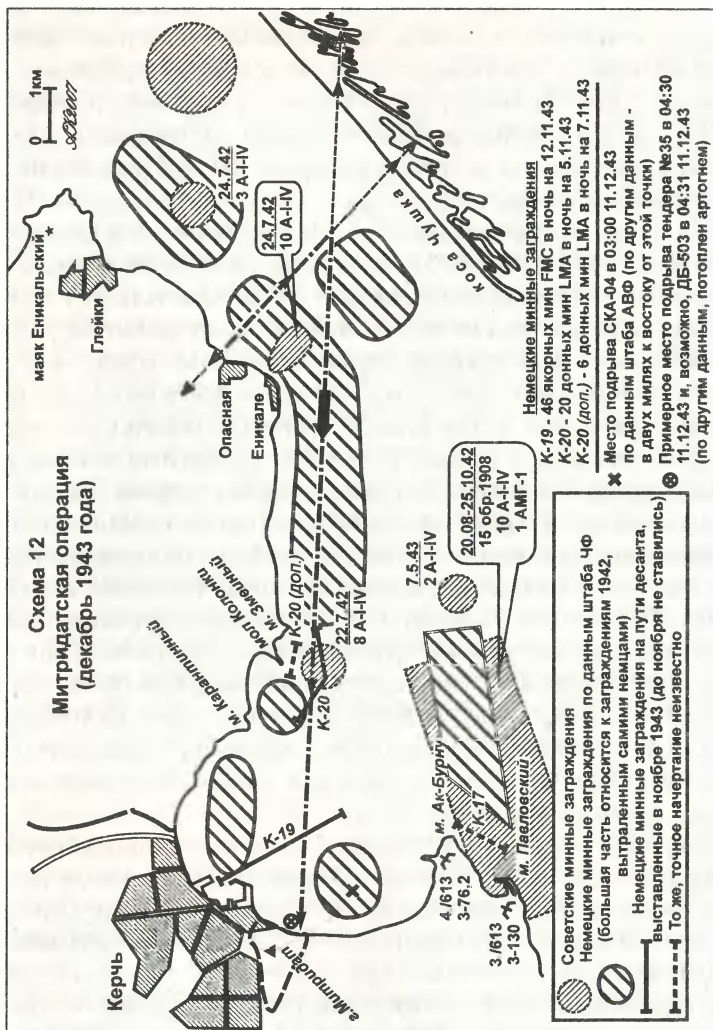 Схема 12
Митридатская операция
(декабрь 1943 года)
0 1км
маяк Еникальский
Глейки
24.7.42
3 А-I-IV
24.7.42
10 А-I-IV
Опасная
Еникале
коса Чушка
м. Змеиный
мол Колонки
м. Карантинный
К-20 (доп.)
22.7.42
8 А-I-IV
К-20
Керчь
К-19
г.Митридат
7.5.43
2 А-I-IV
20.08-25.10.42
15 обр.1908
10 А-I-IV
1 АМГ-1
м. Ак-Бурну
К-17
м. Павловский
4./613
3-76,2
3./613
3-130
Немецкие минные заграждения
К-19 - 46 якорных мин FMC в ночь на 12.11.43
К-20 - 20 донных мин LMA в ночь на 5.11.43
К-20 (доп.) - 6 донных мин LMA в ночь на 7.11.43
Место подрыва СКА-04 в 03:00 11.12.43
по данным штаба АВФ (по другим данным -
в двух милях к востоку от этой точки)
Примерное место подрыва тендера №35 в 04:30
11.12.43 и, возможно, ДБ-503 в 04:31 11.12.43
(по другим данным, потоплен артогнем)
Советские минные заграждения
Немецкие минные заграждения по данным штаба ЧФ
(большая часть относится к заграждениям 1942,
вытраленным самими немцами)
Немецкие минные заграждения на пути десанта,
выставленные в ноябре 1943 (до ноября не ставились)
То же, точное начертание неизвестно